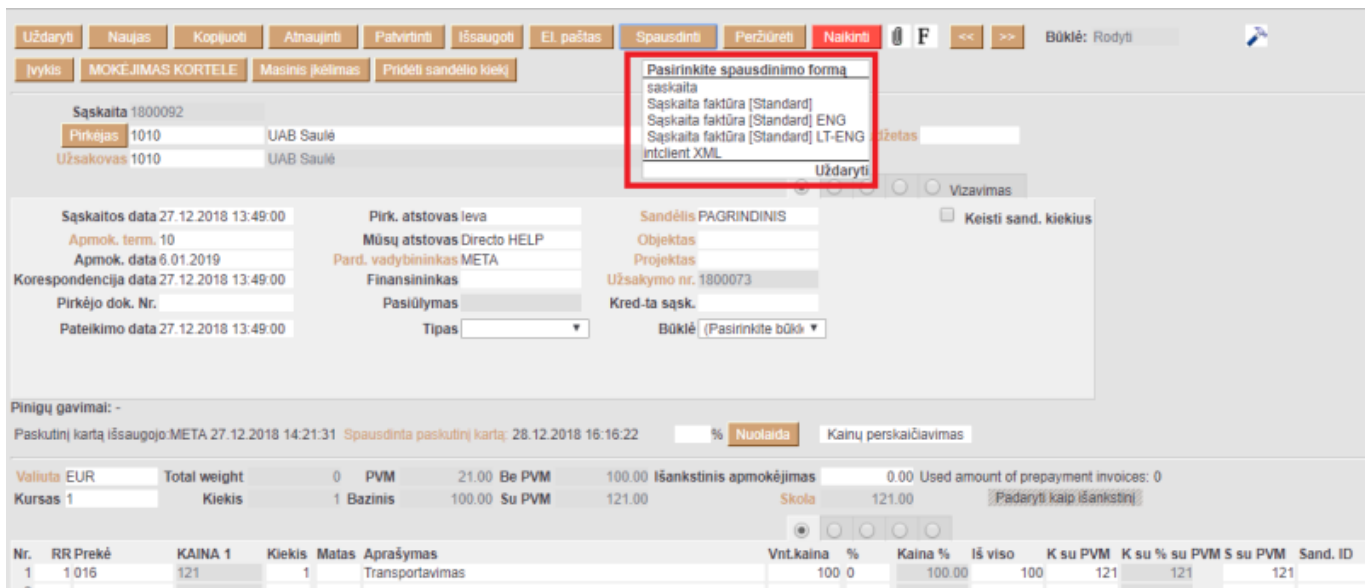 Uždaryti Naujas Kopijuoti Atnaujinti Patvirtinti Išsaugoti El. paštas Spausdinti Peržiūrėti Naikinti F << >> Būklė: Rodyti
Įvykis MOKĖJIMAS KORTELE Masinis įkėlimas Pridėti sandėlio kiekį
Pasirinkite spausdinimo formą
saskaita
Sąskaita faktūra [Standard]
Sąskaita faktūra [Standard] ENG
Sąskaita faktūra [Standard] LT-ENG
intclient XML
Uždaryti
Sąskaita 1800092
Pirkėjas 1010 UAB Saulė džetas
Užsakovas 1010 UAB Saulė
Vizavimas
Sąskaitos data 27.12.2018 13:49:00 Pirk. atstovas Ieva Sandėlis PAGRINDINIS Keisti sand. kiekius
Apmok. term. 10 Mūsų atstovas Directo HELP Objektas
Apmok. data 6.01.2019 Pard. vadybininkas META Projektas
Korespondencija data 27.12.2018 13:49:00 Finansininkas Užsakymo nr. 1800073
Pirkėjo dok. Nr. Pasiūlymas Kred-ta sąsk.
Pateikimo data 27.12.2018 13:49:00 Tipas Būklė (Pasirinkite būkl
Pinigų gavimai: -
Paskutinį kartą išsaugojo:META 27.12.2018 14:21:31 Spausdinta paskutinį kartą: 28.12.2018 16:16:22 % Nuolaida Kainų perskaičiavimas
Valiuta EUR Total weight 0 PVM 21.00 Be PVM 100.00 Išankstinis apmokėjimas 0.00 Used amount of prepayment invoices: 0
Kursas 1 Kiekis 1 Bazinis 100.00 Su PVM 121.00 Skola 121.00 Padaryti kaip išankstinį
Nr. RR Prekė KAINA 1 Kiekis Matas Aprašymas Vnt.kaina % Kaina % Iš viso K su PVM K su % su PVM S su PVM Sand. ID
1 1 016 121 1 Transportavimas 100 0 100.00 100 121 121 121